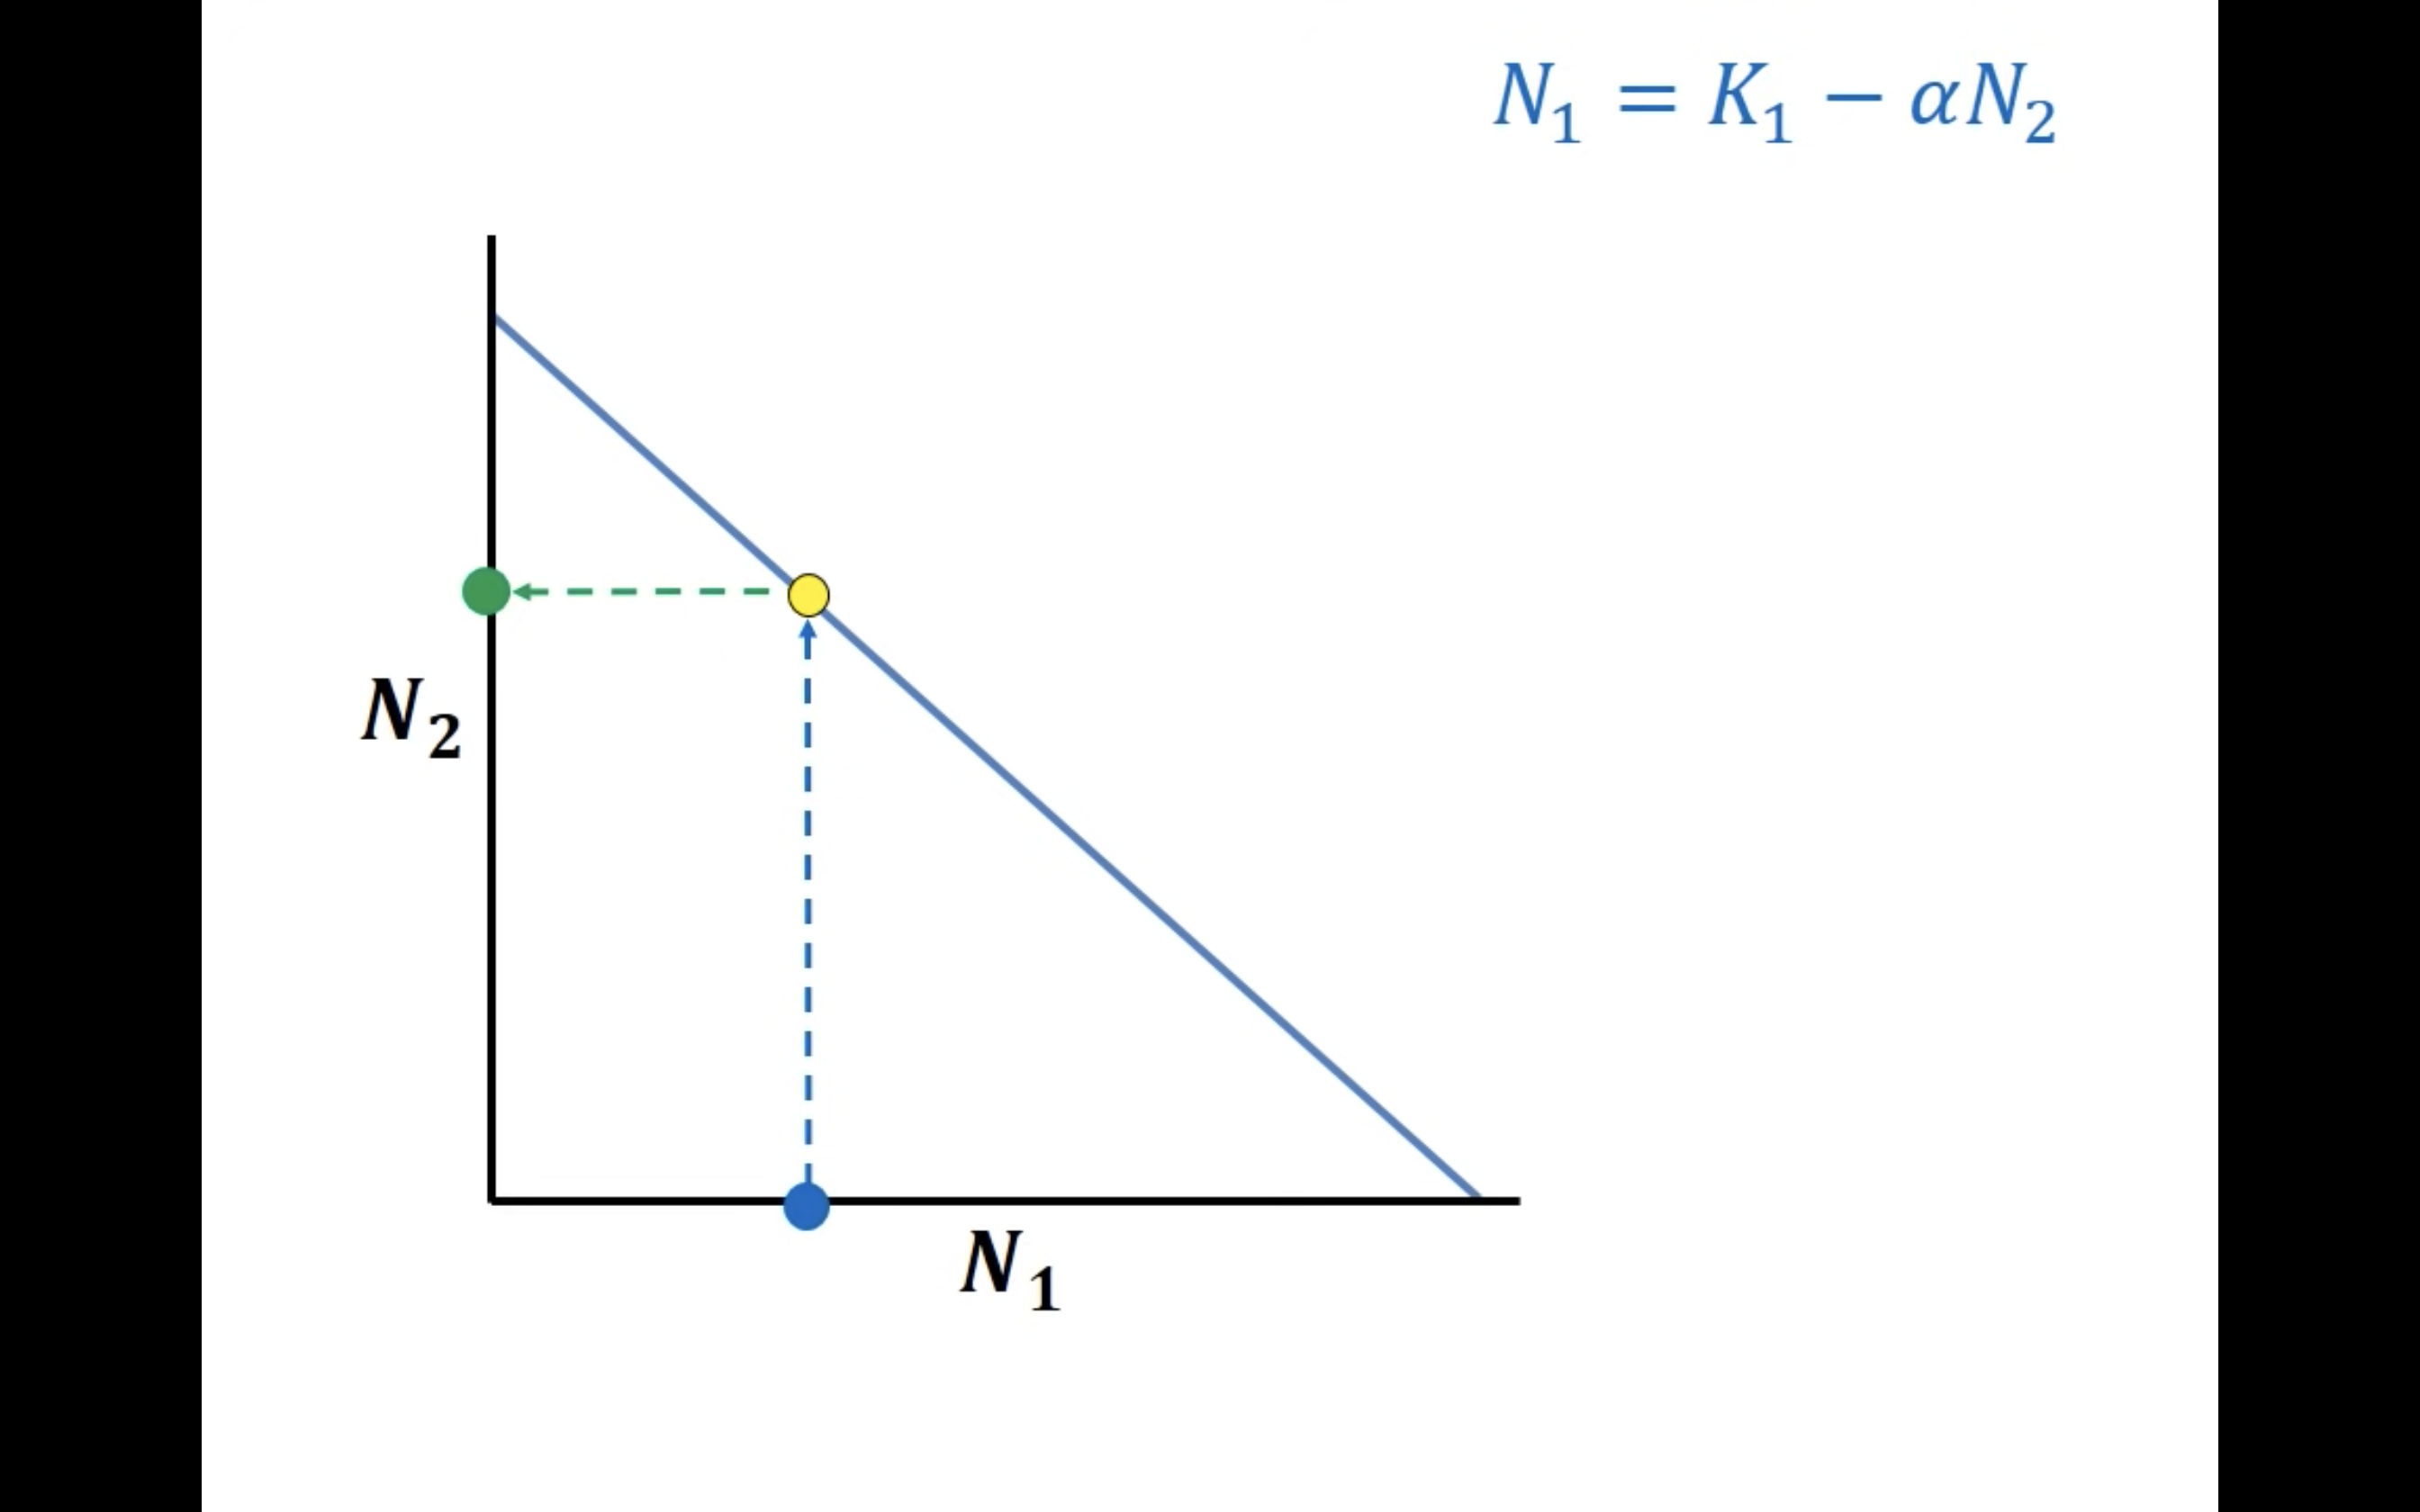 N₁ = K₁ − αN₂
N₂
N₁